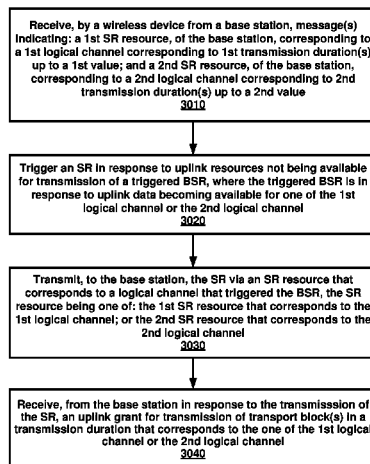 Receive, by a wireless device from a base station, message(s)
indicating: a 1st SR resource, of the base station, corresponding to
a 1st logical channel corresponding to 1st transmission duration(s)
up to a 1st value; and a 2nd SR resource, of the base station,
corresponding to a 2nd logical channel corresponding to 2nd
transmission duration(s) up to a 2nd value
3010
Trigger an SR in response to uplink resources not being available
for transmission of a triggered BSR, where the triggered BSR is in
response to uplink data becoming available for one of the 1st
logical channel or the 2nd logical channel
3020
Transmit, to the base station, the SR via an SR resource that
corresponds to a logical channel that triggered the BSR, the SR
resource being one of: the 1st SR resource that corresponds to the
1st logical channel; or the 2nd SR resource that corresponds to the
2nd logical channel
3030
Receive, from the base station in response to the transmisssion of
the SR, an uplink grant for transmission of transport block(s) in a
transmission duration that corresponds to the one of the 1st logical
channel or the 2nd logical channel
3040